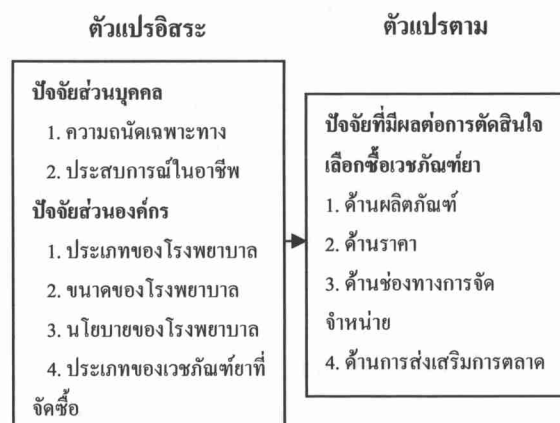 ตัวแปรอิสระ
ปัจจัยส่วนบุคคล
1. ความถนัดเฉพาะทาง
2. ประสบการณ์ในอาชีพ
ปัจจัยส่วนองค์กร
1. ประเภทของโรงพยาบาล
2. ขนาดของโรงพยาบาล
3. นโยบายของโรงพยาบาล
4. ประเภทของเวชภัณฑ์ยาที่
จัดซื้อ
ตัวแปรตาม
ปัจจัยที่มีผลต่อการตัดสินใจ
เลือกซื้อเวชภัณฑ์ยา
1. ด้านผลิตภัณฑ์
2. ด้านราคา
3. ด้านช่องทางการจัด
จำหน่าย
4. ด้านการส่งเสริมการตลาด